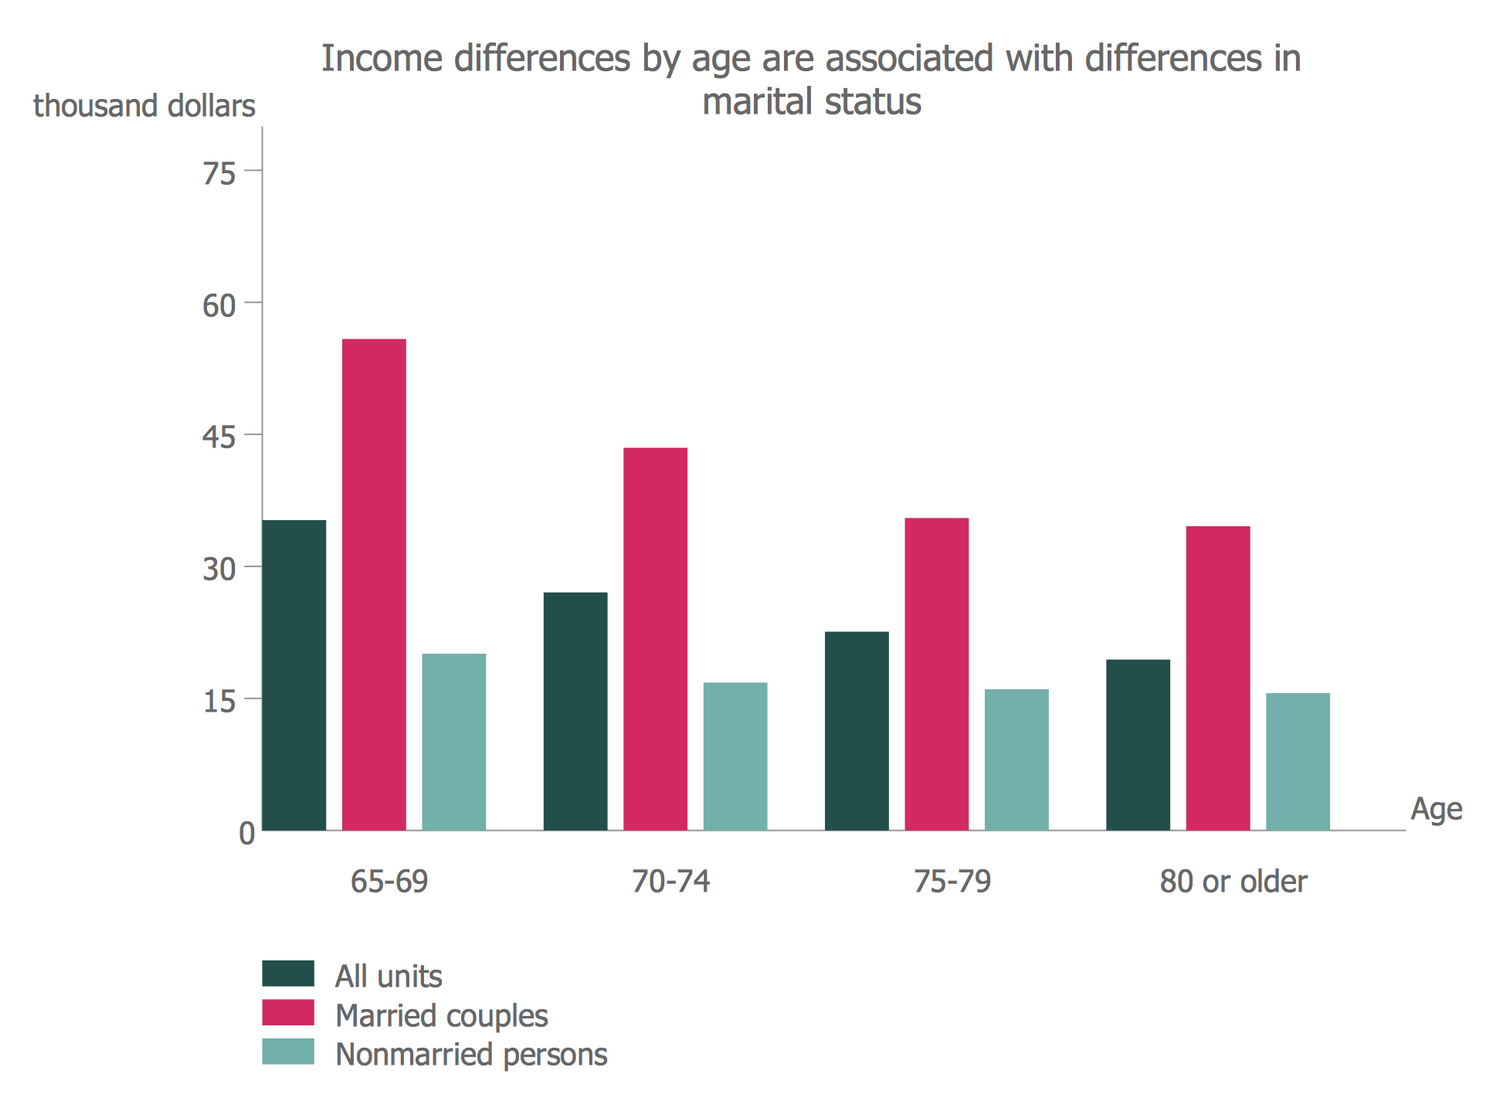 Income differences by age are associated with differences in
marital status
thousand dollars
75
60
45
30
15
0
Age
65-69
70-74
75-79
80 or older
All units
Married couples
Nonmarried persons